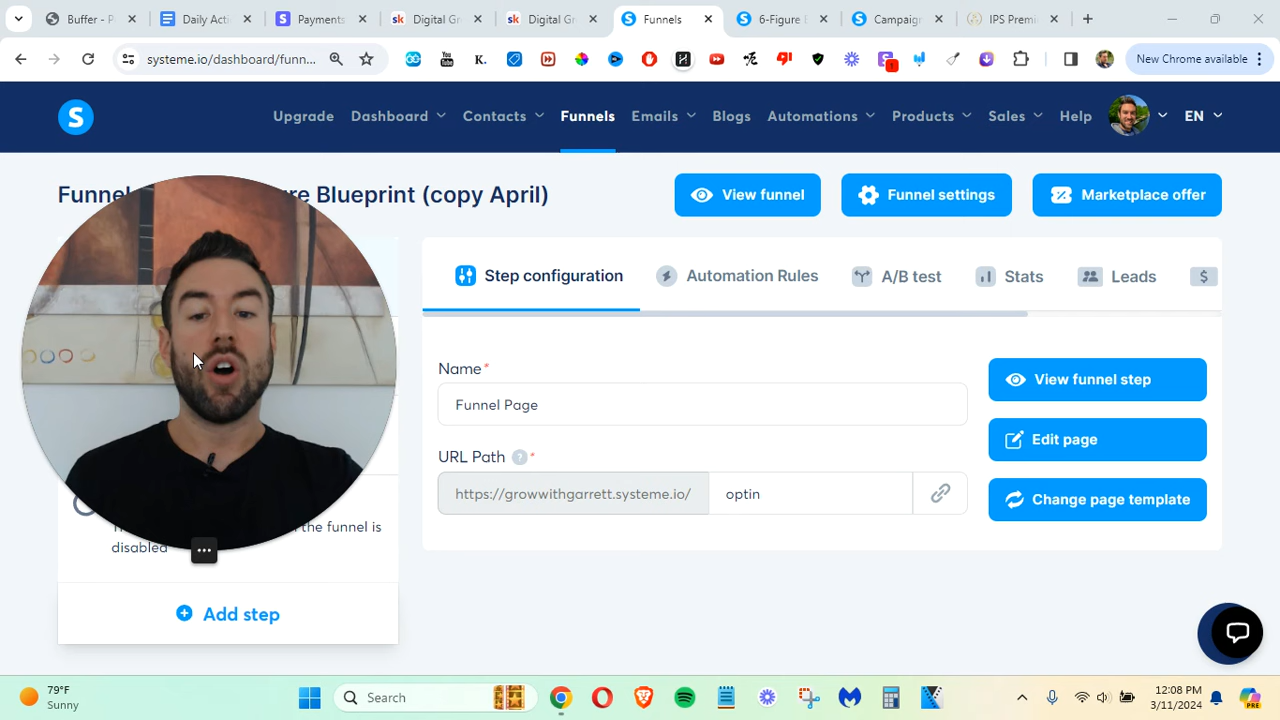 Buffer - P
Daily Acti
Payments
Digital Gr
Digital Gr
Funnels
6-Figure E
Campaign
IPS Premi
systeme.io/dashboard/funn...
K.
1
New Chrome available
S
Upgrade
Dashboard
Contacts
Funnels
Emails
Blogs
Automations
Products
Sales
Help
EN
Funnel
re Blueprint (copy April)
View funnel
Funnel settings
Marketplace offer
Step configuration
Automation Rules
A/B test
Stats
Leads
$
Name*
Funnel Page
URL Path ? *
https://growwithgarrett.systeme.io/
optin
View funnel step
Edit page
Change page template
the funnel is
disabled
Add step
79°F
Sunny
Search
12:08 PM
3/11/2024